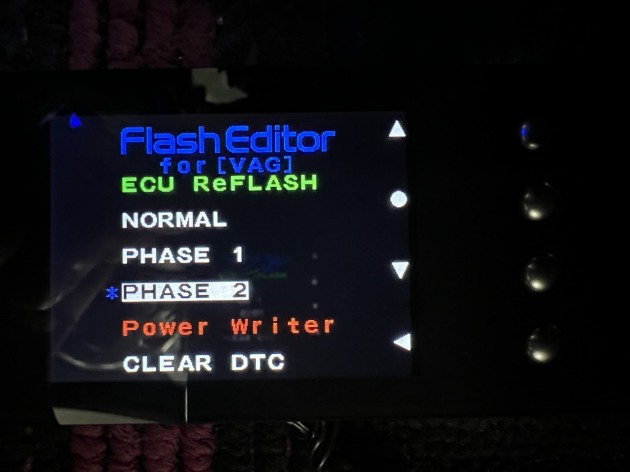 Flash Editor
for [VAG]
ECU ReFLASH
NORMAL
PHASE 1
*PHASE 2
Power Writer
CLEAR DTC